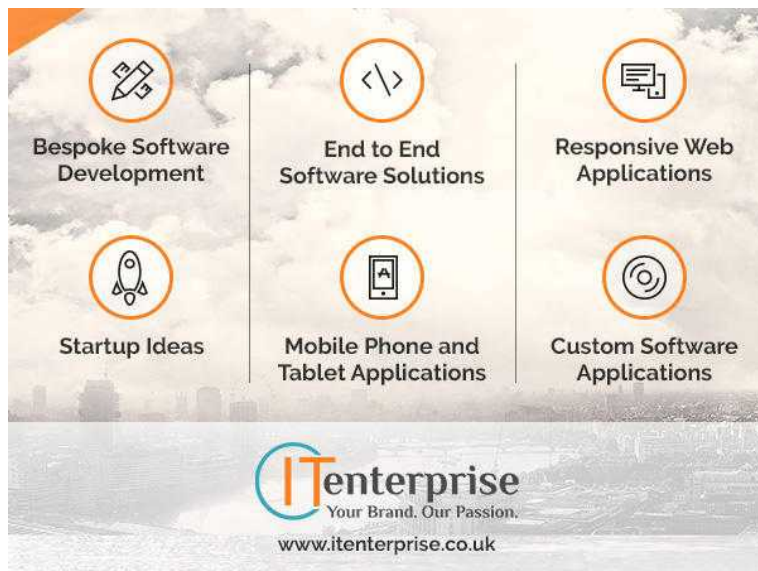 Bespoke Software
Development
End to End
Software Solutions
Responsive Web
Applications
Startup Ideas
Mobile Phone and
Tablet Applications
Custom Software
Applications
ITenterprise
Your Brand. Our Passion.
www.itenterprise.co.uk